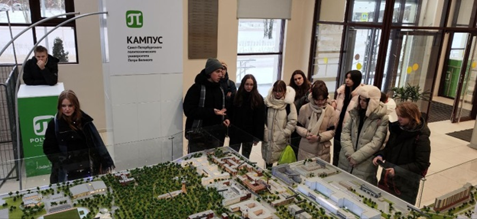 КАМПУС
Санкт-Петербургского
политехнического
университета
Петра Великого